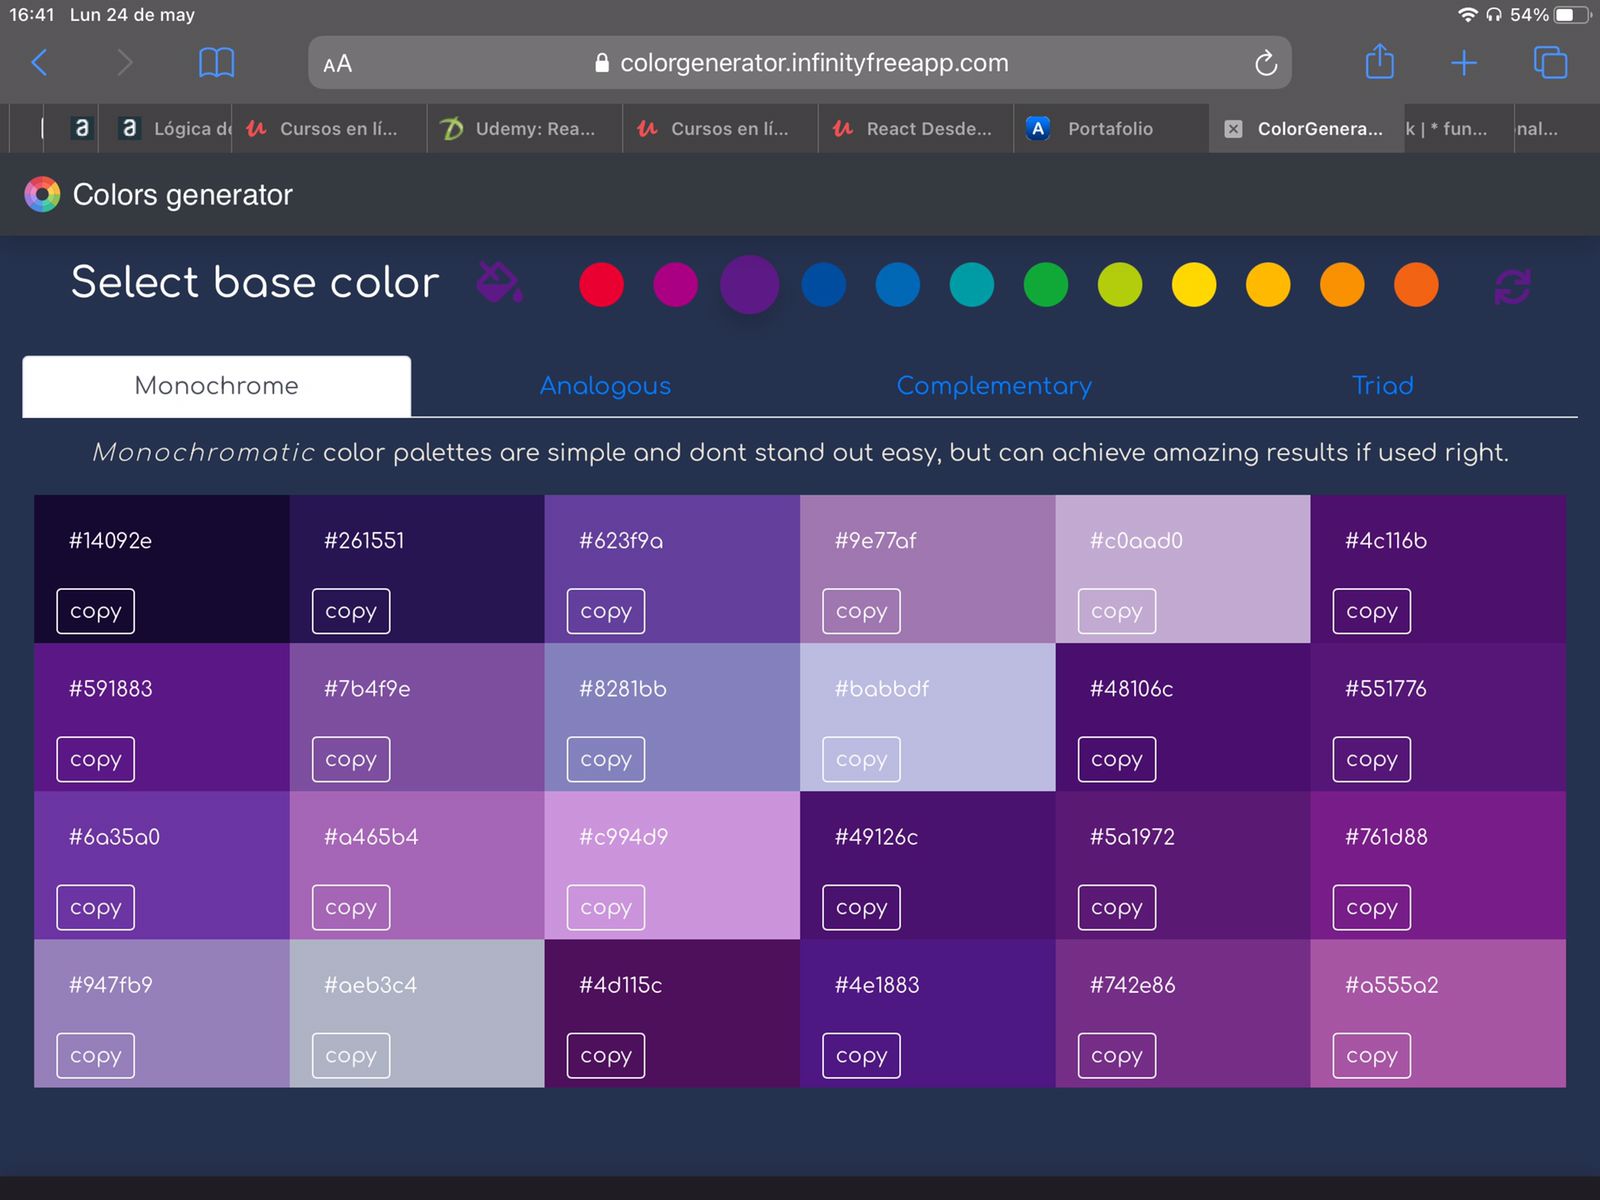 16:41 Lun 24 de may
54%
AA
colorgenerator.infinityfreeapp.com
a
a Lógica de
Cursos en lí...
Udemy: Rea...
Cursos en lí...
React Desde...
A Portafolio
ColorGenera...
k | * fun...
nal...
Colors generator
Select base color
Monochrome Analogous Complementary Triad
Monochromatic color palettes are simple and dont stand out easy, but can achieve amazing results if used right.
#14092e #261551 #623f9a #9e77af #c0aad0 #4c116b
copy copy copy copy copy copy
#591883 #7b4f9e #8281bb #babbdf #48106c #551776
copy copy copy copy copy copy
#6a35a0 #a465b4 #c994d9 #49126c #5a1972 #761d88
copy copy copy copy copy copy
#947fb9 #aeb3c4 #4d115c #4e1883 #742e86 #a555a2
copy copy copy copy copy copy